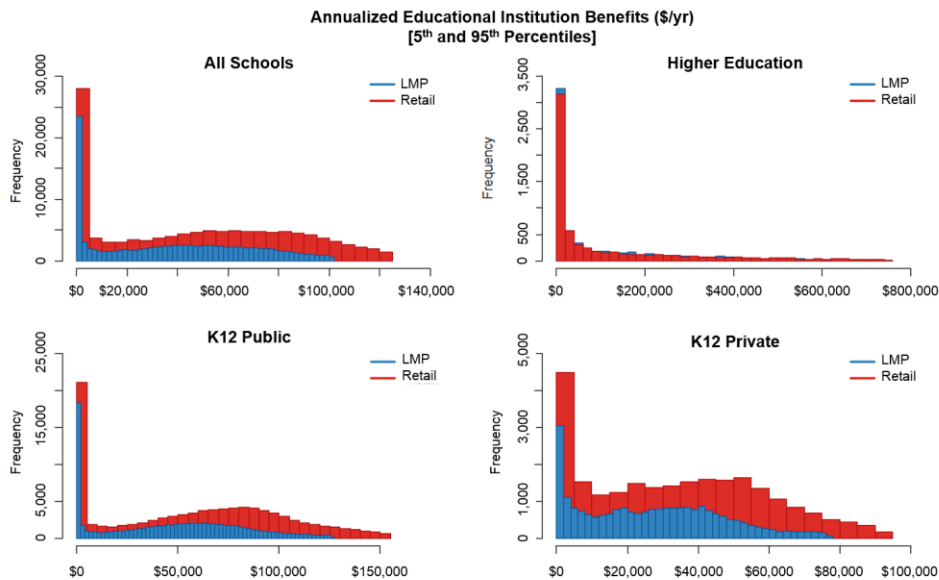 Annualized Educational Institution Benefits ($/yr)
[5th and 95th Percentiles]
All Schools
Frequency
30,000
20,000
10,000
0
LMP
Retail
$0 $20,000 $60,000 $100,000 $140,000
Higher Education
Frequency
3,500
2,500
1,500
500
0
LMP
Retail
$0 $200,000 $400,000 $600,000 $800,000
K12 Public
Frequency
25,000
15,000
5,000
0
LMP
Retail
$0 $50,000 $100,000 $150,000
K12 Private
Frequency
5,000
3,000
1,000
0
LMP
Retail
$0 $20,000 $40,000 $60,000 $80,000 $100,000